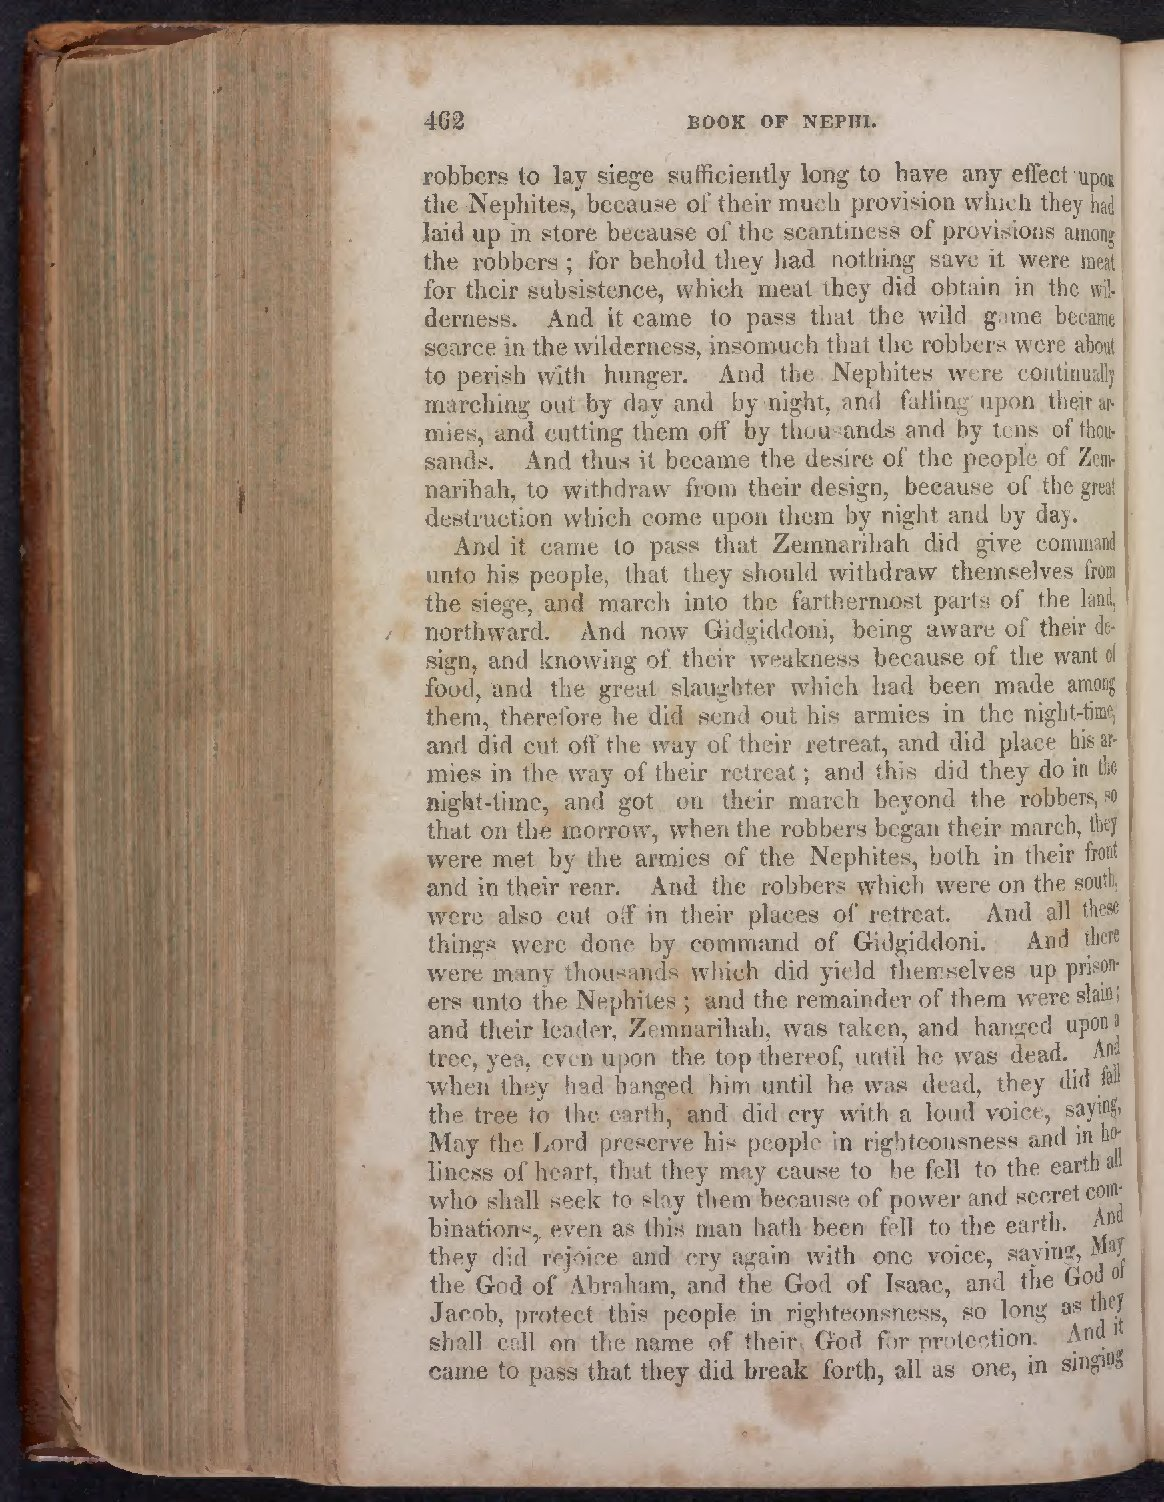 462 BOOK OF NEPHI.
robbers to lay siege sufficiently long to have any effect upon
the Nephites, because of their much provision which they had
laid up in store because of the scantiness of provisions among
the robbers; for behold they had nothing save it were meat
for their subsistence, which meat they did obtain in the wil-
derness. And it came to pass that the wild game became
scarce in the wilderness, insomuch that the robbers were about
to perish with hunger. And the Nephites were continually
marching out by day and by night, and falling upon their ar-
mies, and cutting them off by thousands and by tens of thou-
sands. And thus it became the desire of the people of Zem-
narihah, to withdraw from their design, because of the great
destruction which come upon them by night and by day.
And it came to pass that Zemnarihah did give command
unto his people, that they should withdraw themselves from
the siege, and march into the farthermost parts of the land,
northward. And now Gidgiddoni, being aware of their de-
sign, and knowing of their weakness because of the want of
food, and the great slaughter which had been made among
them, therefore he did send out his armies in the night-time,
and did cut off the way of their retreat, and did place his ar-
mies in the way of their retreat; and this did they do in the
night-time, and got on their march beyond the robbers, so
that on the morrow, when the robbers began their march, they
were met by the armies of the Nephites, both in their front
and in their rear. And the robbers which were on the south,
were also cut off in their places of retreat. And all these
things were done by command of Gidgiddoni. And there
were many thousands which did yield themselves up prison-
ers unto the Nephites; and the remainder of them were slain;
and their leader, Zemnarihah, was taken, and hanged upon a
tree, yea, even upon the top thereof, until he was dead. And
when they had hanged him until he was dead, they did fall
the tree to the earth, and did cry with a loud voice, saying,
May the Lord preserve his people in righteousness and in ho-
liness of heart, that they may cause to be fell to the earth all
who shall seek to slay them because of power and secret com-
binations, even as this man hath been fell to the earth. And
they did rejoice and cry again with one voice, saying, May
the God of Abraham, and the God of Isaac, and the God of
Jacob, protect this people in righteousness, so long as they
shall call on the name of their God for protection. And it
came to pass that they did break forth, all as one, in singing